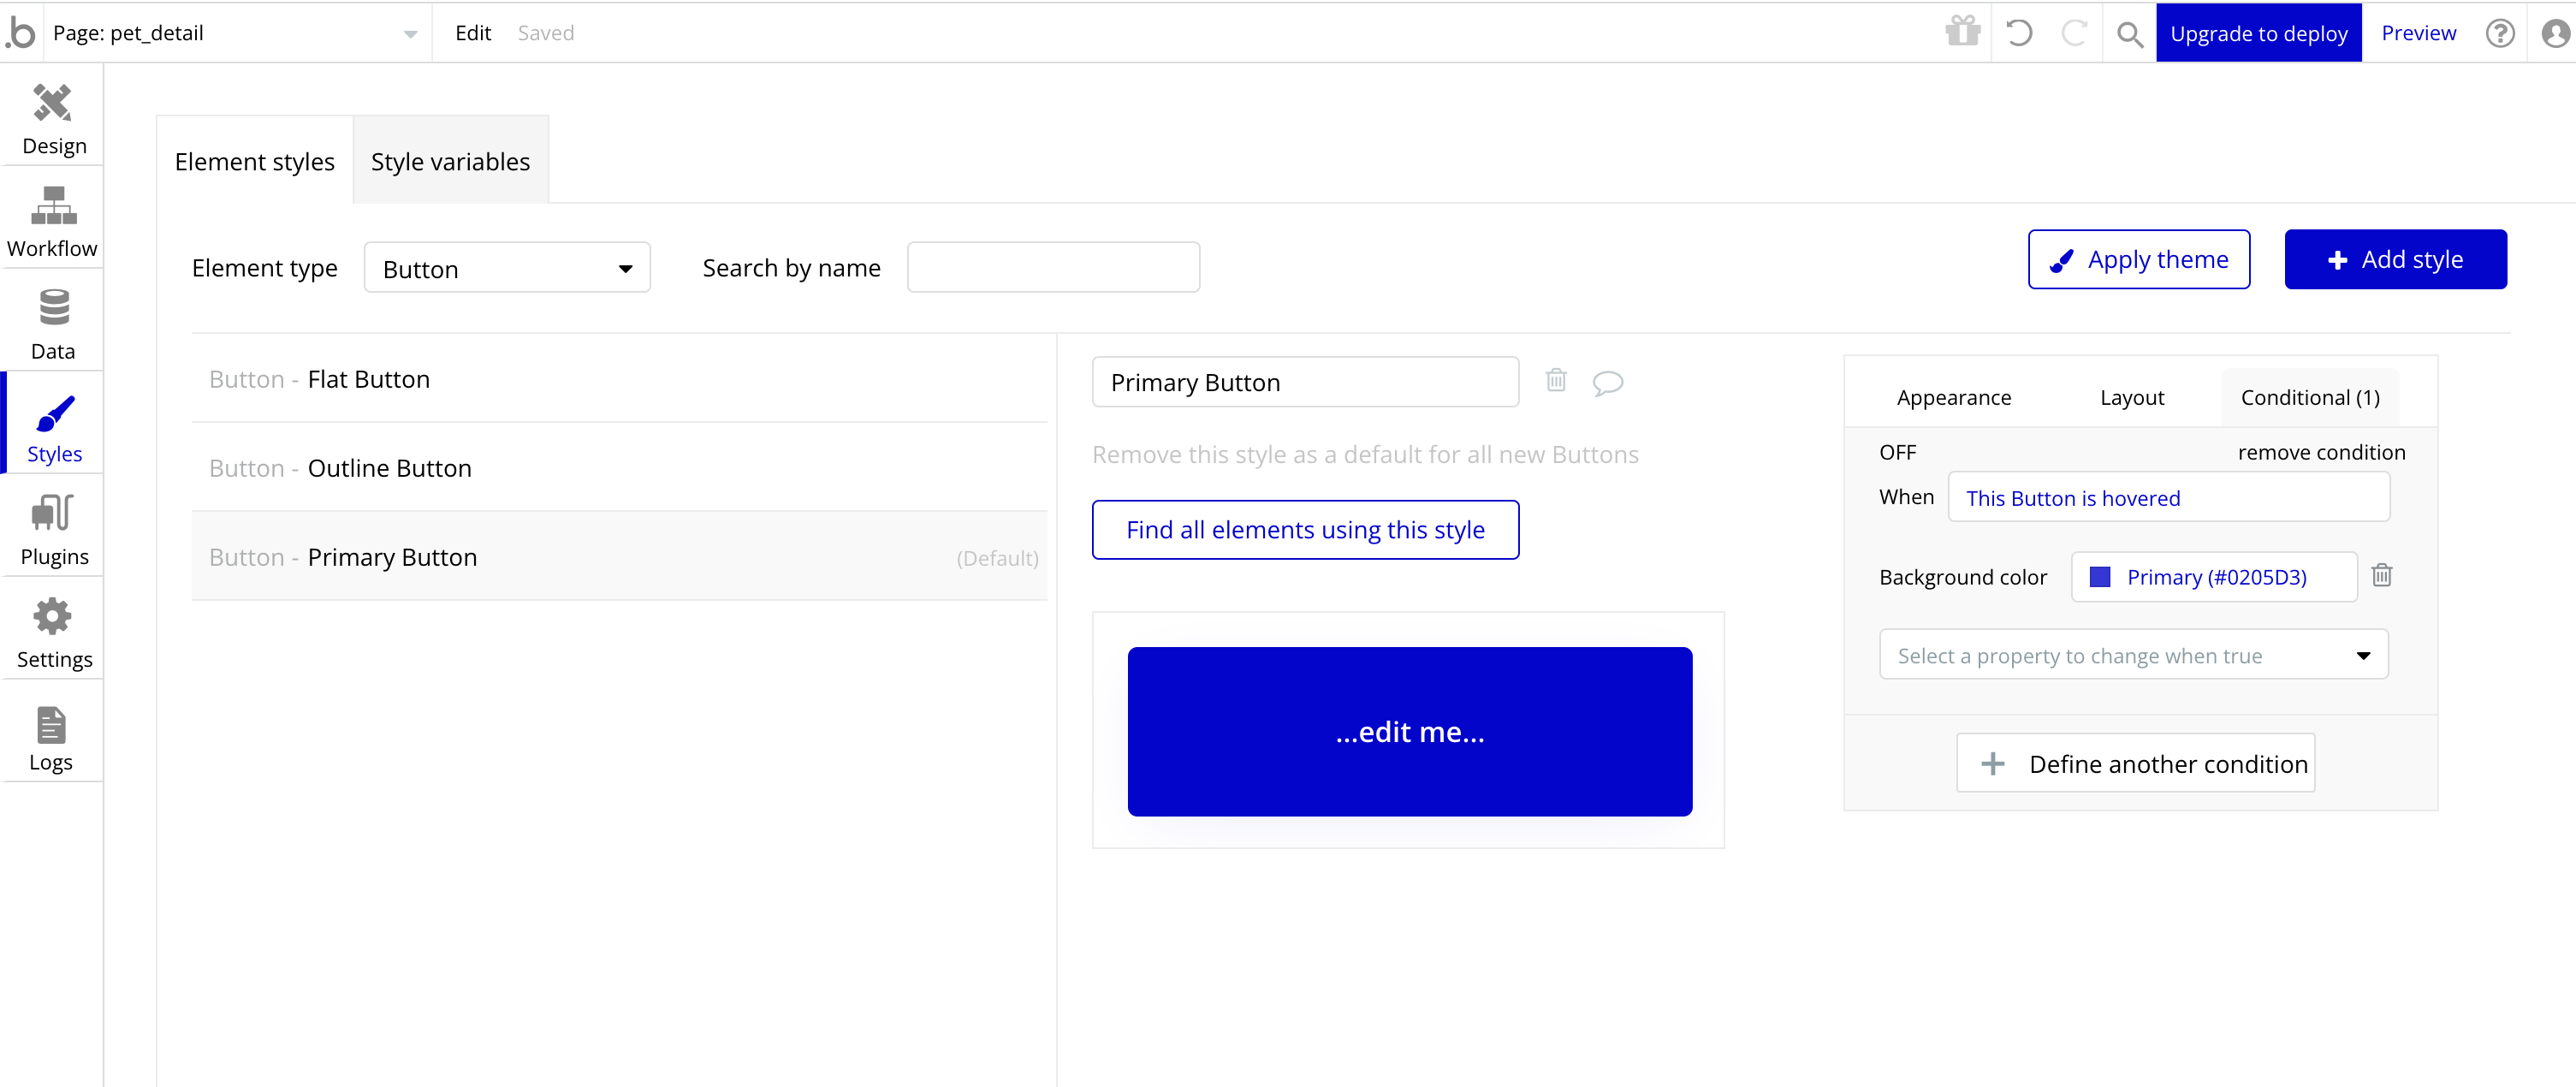 .b
Page: pet_detail
Edit
Saved
Upgrade to deploy
Preview
?
Design
Workflow
Data
Styles
Plugins
Settings
Logs
Element styles
Style variables
Element type
Button
Search by name
Apply theme
+ Add style
Button - Flat Button
Button - Outline Button
Button - Primary Button (Default)
Primary Button
Remove this style as a default for all new Buttons
Find all elements using this style
...edit me...
Appearance
Layout
Conditional (1)
OFF
remove condition
When
This Button is hovered
Background color
Primary (#0205D3)
Select a property to change when true
+ Define another condition